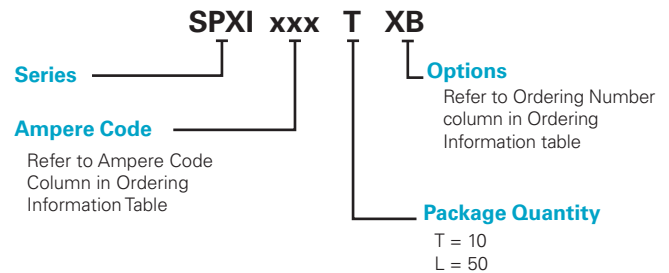 SPXI xxx T XB
Series
Ampere Code
Refer to Ampere Code
Column in Ordering
Information Table
Options
Refer to Ordering Number
column in Ordering
Information table
Package Quantity
T = 10
L = 50